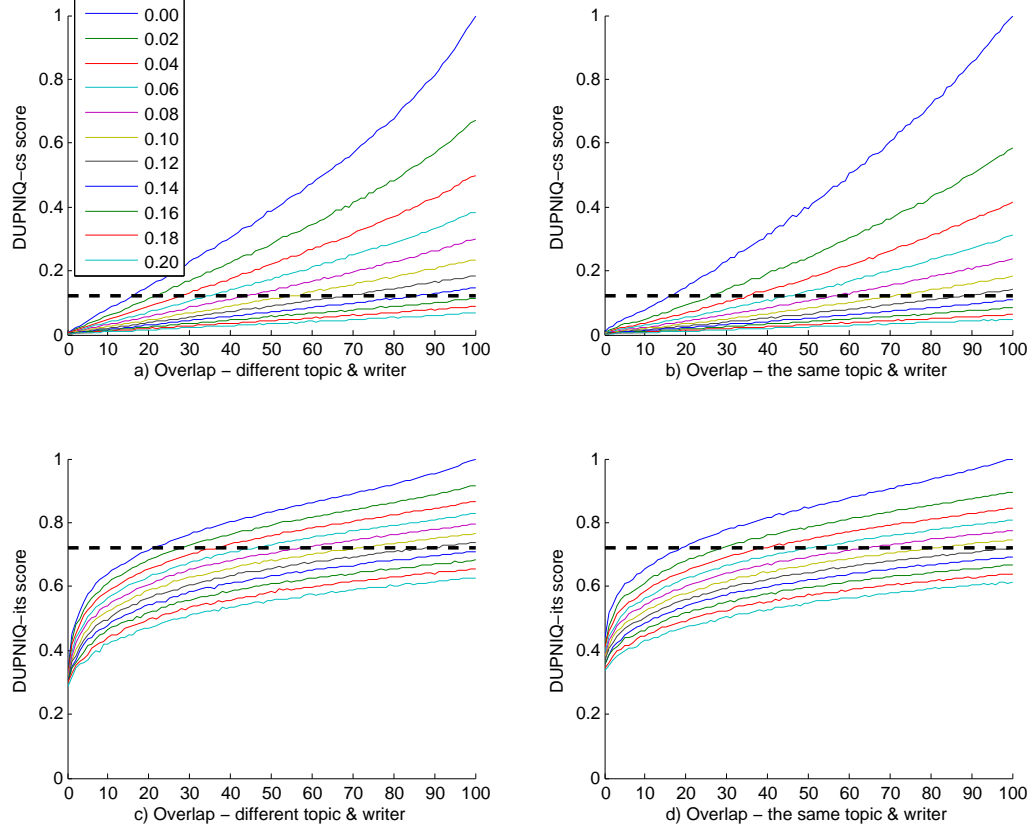 0.00
0.02
0.04
0.06
0.08
0.10
0.12
0.14
0.16
0.18
0.20
1
0.8
0.6
0.4
0.2
0
DUPNIQ−cs score
0 10 20 30 40 50 60 70 80 90 100
a) Overlap − different topic & writer
1
0.8
0.6
0.4
0.2
0
DUPNIQ−cs score
0 10 20 30 40 50 60 70 80 90 100
b) Overlap − the same topic & writer
1
0.8
0.6
0.4
0.2
0
DUPNIQ−its score
0 10 20 30 40 50 60 70 80 90 100
c) Overlap − different topic & writer
1
0.8
0.6
0.4
0.2
0
DUPNIQ−its score
0 10 20 30 40 50 60 70 80 90 100
d) Overlap − the same topic & writer